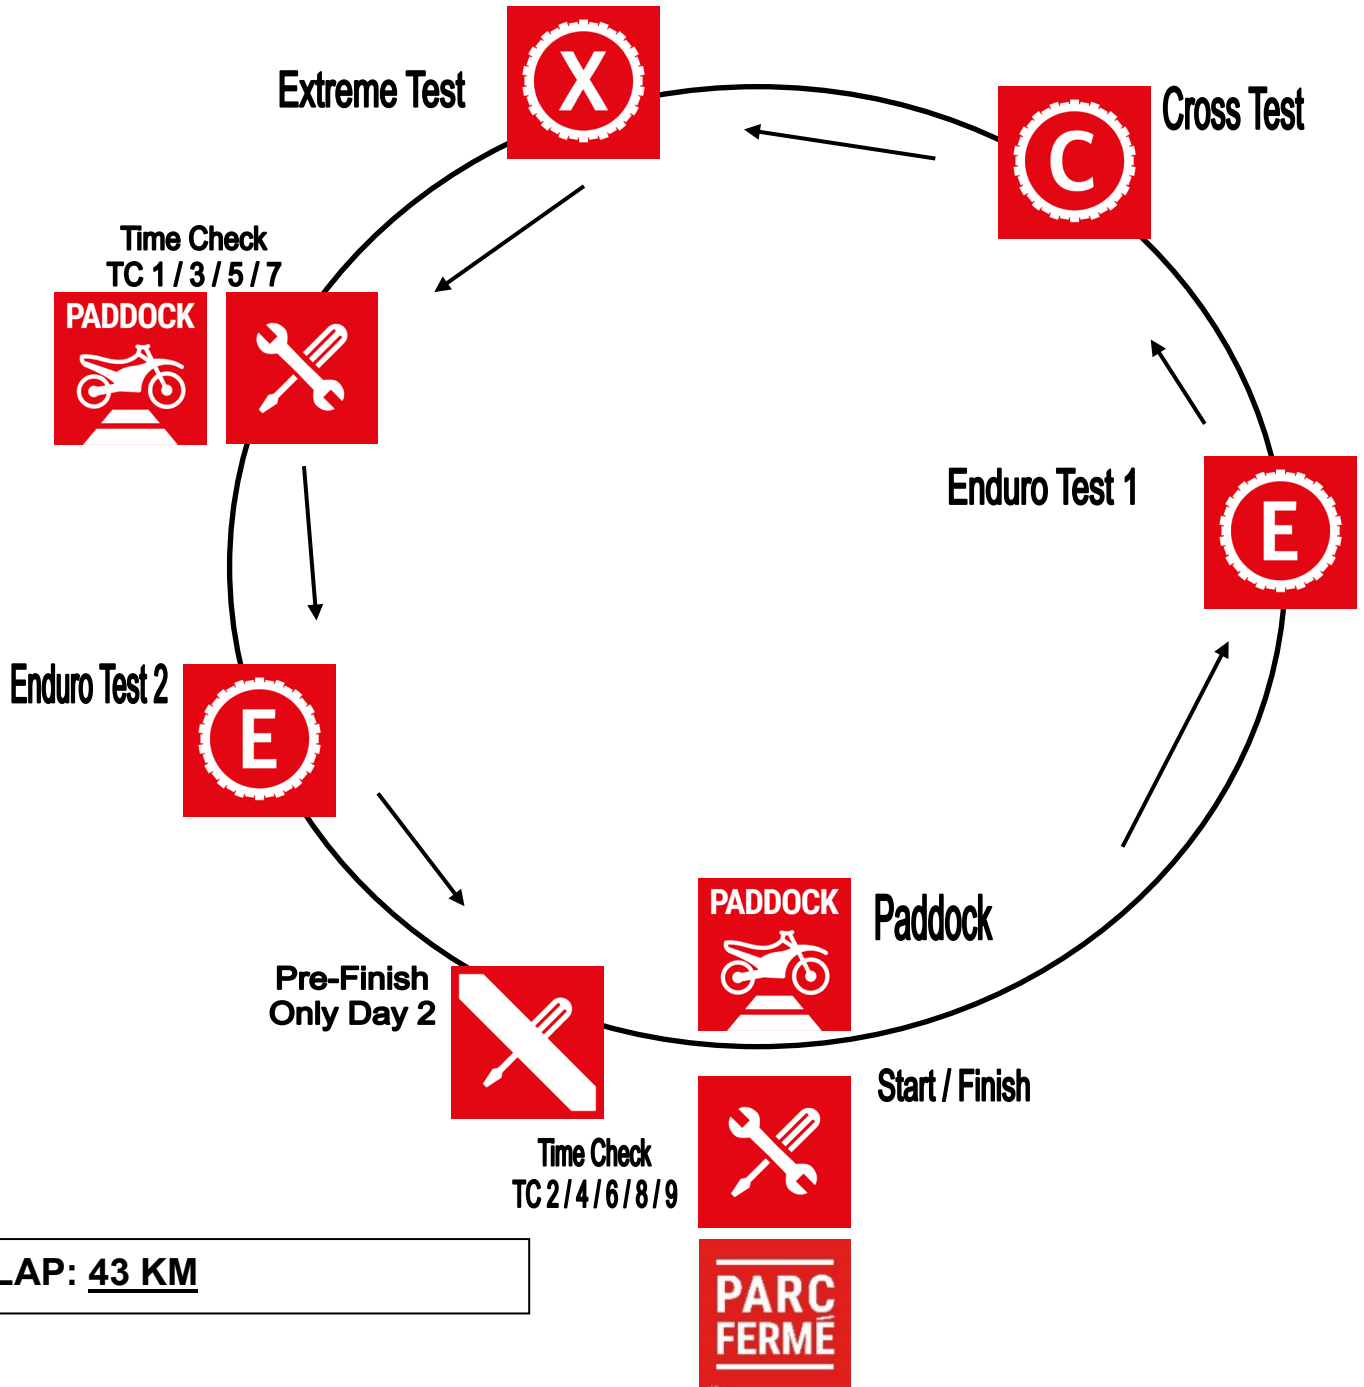 X
Extreme Test
C
Cross Test
Time Check
TC 1 / 3 / 5 / 7
PADDOCK
Enduro Test 1
E
Enduro Test 2
E
PADDOCK
Paddock
Pre-Finish
Only Day 2
Start / Finish
Time Check
TC 2 / 4 / 6 / 8 / 9
LAP: 43 KM
PARC
FERMÉ